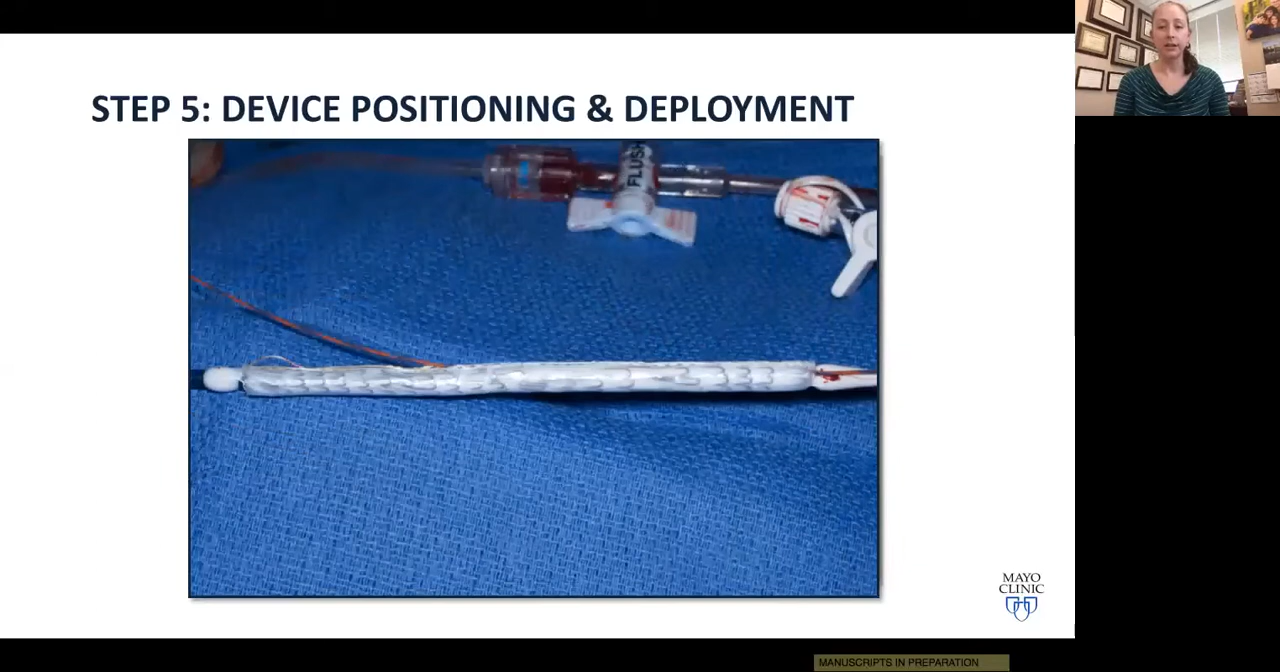 STEP 5: DEVICE POSITIONING & DEPLOYMENT
FLUSH
MAYO
CLINIC
MANUSCRIPTS IN PREPARATION